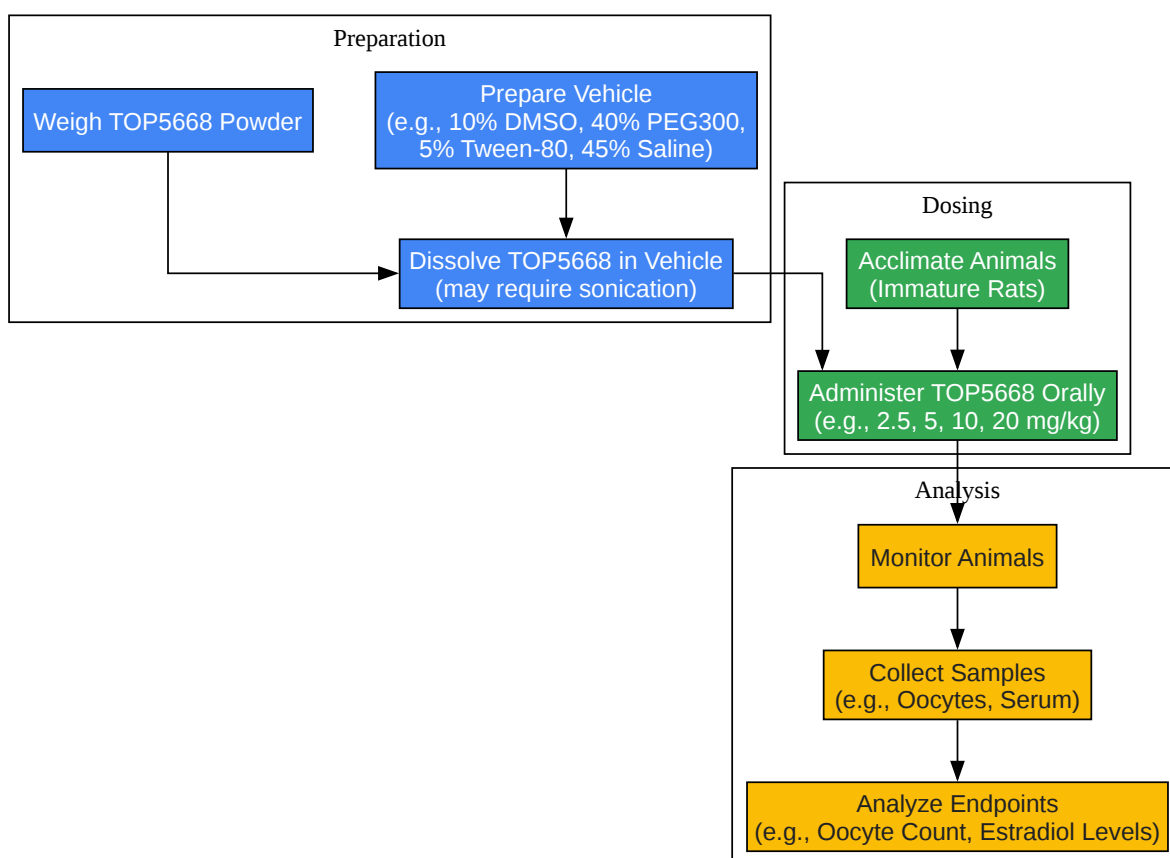 Preparation
Weigh TOP5668 Powder
Prepare Vehicle
(e.g., 10% DMSO, 40% PEG300,
5% Tween-80, 45% Saline)
Dissolve TOP5668 in Vehicle
(may require sonication)
Dosing
Acclimate Animals
(Immature Rats)
Administer TOP5668 Orally
(e.g., 2.5, 5, 10, 20 mg/kg)
Analysis
Monitor Animals
Collect Samples
(e.g., Oocytes, Serum)
Analyze Endpoints
(e.g., Oocyte Count, Estradiol Levels)